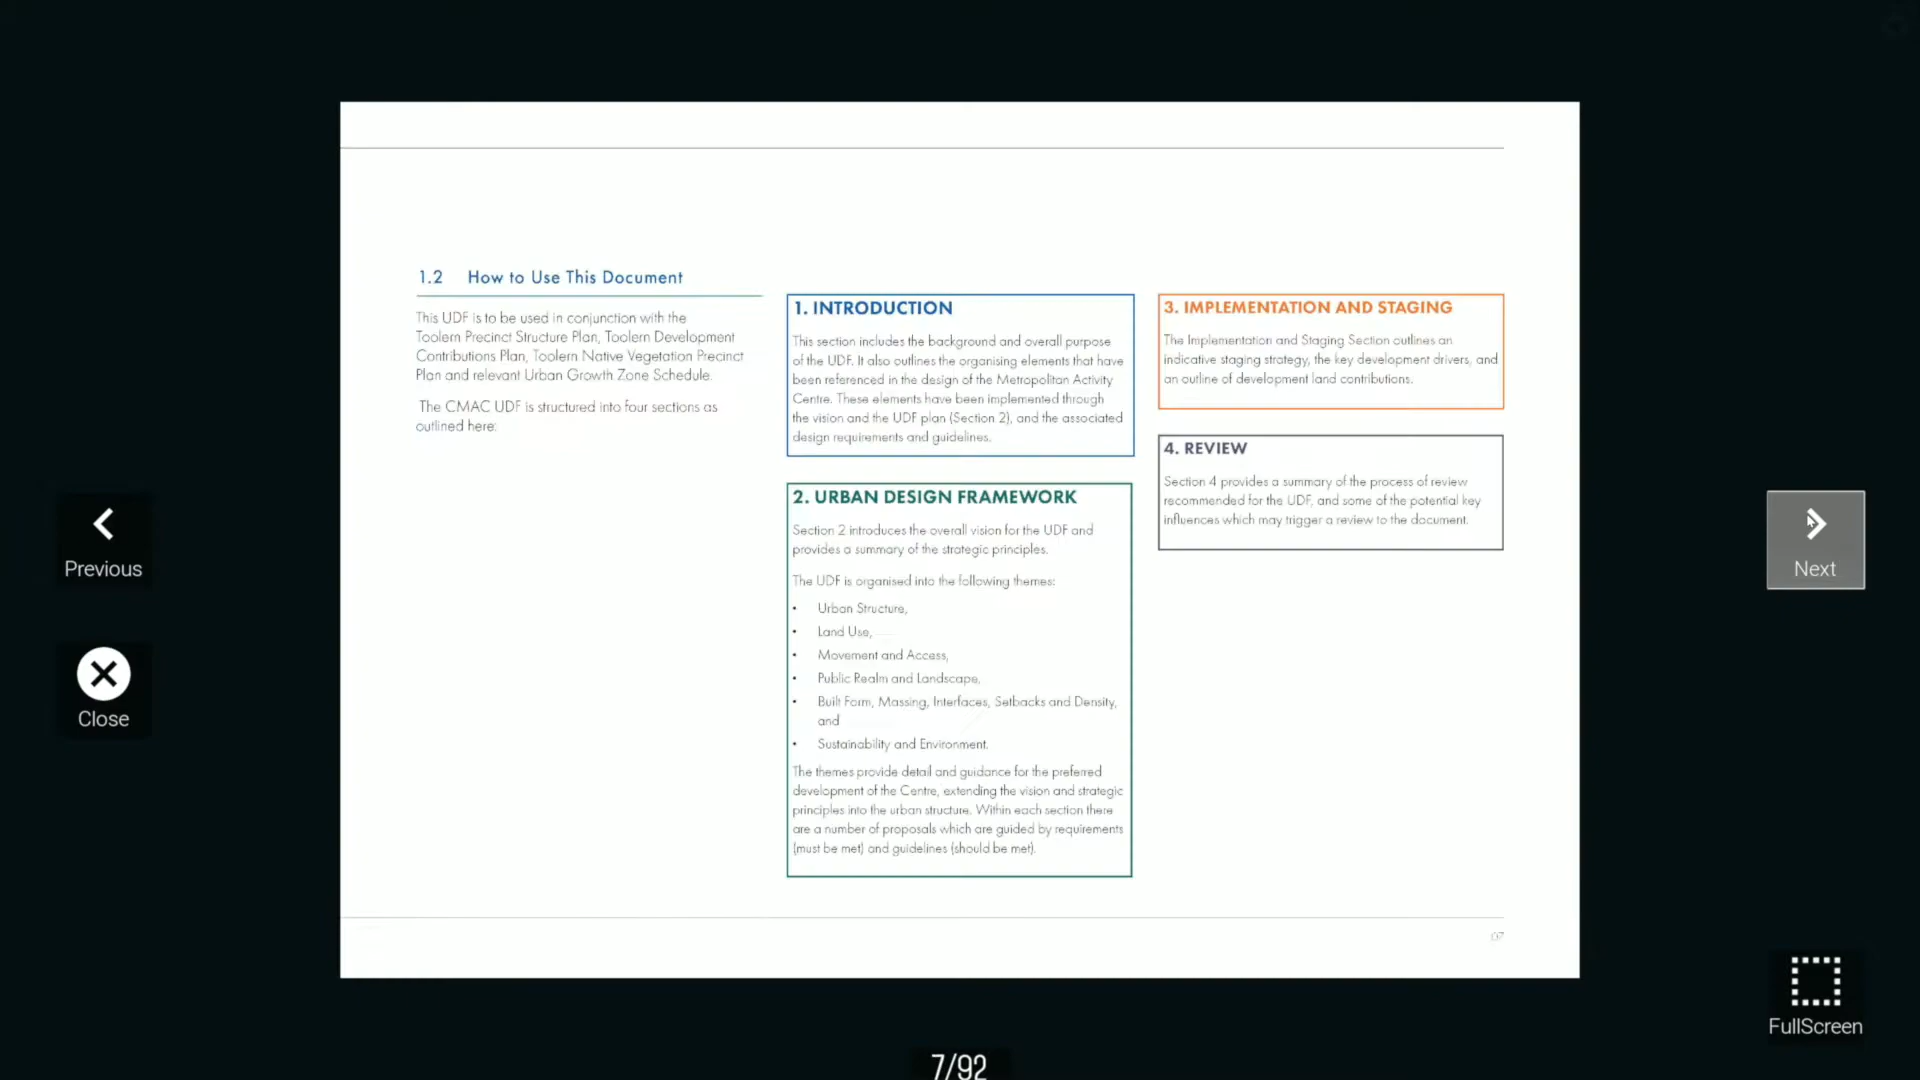 1.2 How to Use This Document
This UDF is to be used in conjunction with the
Toolern Precinct Structure Plan, Toolern Development
Contributions Plan, Toolern Native Vegetation Precinct
Plan and relevant Urban Growth Zone Schedule.
The CMAC UDF is structured into four sections as
outlined here:
1. INTRODUCTION
This section includes the background and overall purpose
of the UDF. It also outlines the organising elements that have
been referenced in the design of the Metropolitan Activity
Centre. These elements have been implemented through
the vision and the UDF plan (Section 2), and the associated
design requirements and guidelines.
2. URBAN DESIGN FRAMEWORK
Section 2 introduces the overall vision for the UDF and
provides a summary of the strategic principles.
The UDF is organised into the following themes:
• Urban Structure,
• Land Use,
• Movement and Access,
• Public Realm and Landscape,
• Built Form, Massing, Interfaces, Setbacks and Density,
and
• Sustainability and Environment.
The themes provide detail and guidance for the preferred
development of the Centre, extending the vision and strategic
principles into the urban structure. Within each section there
are a number of proposals which are guided by requirements
(must be met) and guidelines (should be met).
3. IMPLEMENTATION AND STAGING
The Implementation and Staging Section outlines an
indicative staging strategy, the key development drivers, and
an outline of development land contributions.
4. REVIEW
Section 4 provides a summary of the process of review
recommended for the UDF, and some of the potential key
influences which may trigger a review to the document.
07
Previous
Close
Next
FullScreen
7/92